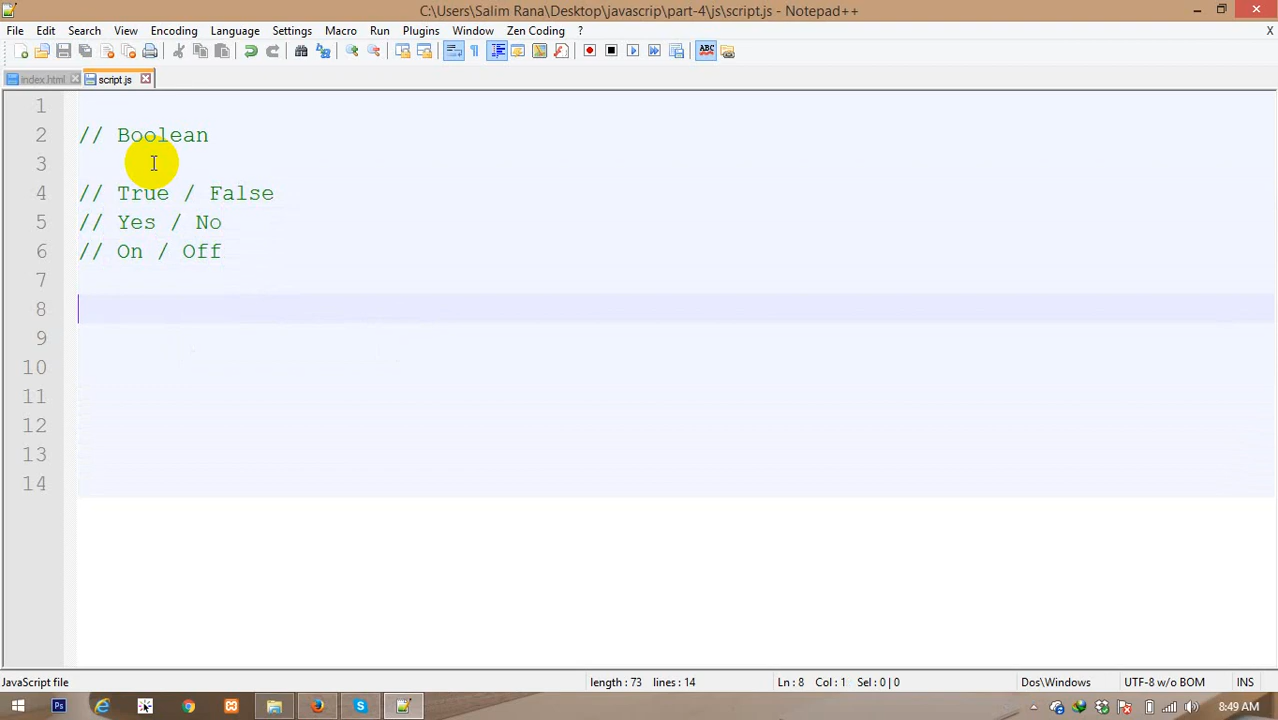 C:\Users\Salim Rana\Desktop\javascrip\part-4\js\script.js - Notepad++
File Edit Search View Encoding Language Settings Macro Run Plugins Window Zen Coding ? X
index.html script.js
1
2 // Boolean
3
4 // True / False
5 // Yes / No
6 // On / Off
7
8
9
10
11
12
13
14
JavaScript file length : 73 lines : 14 Ln : 8 Col : 1 Sel : 0 | 0 Dos\Windows UTF-8 w/o BOM INS
8:49 AM